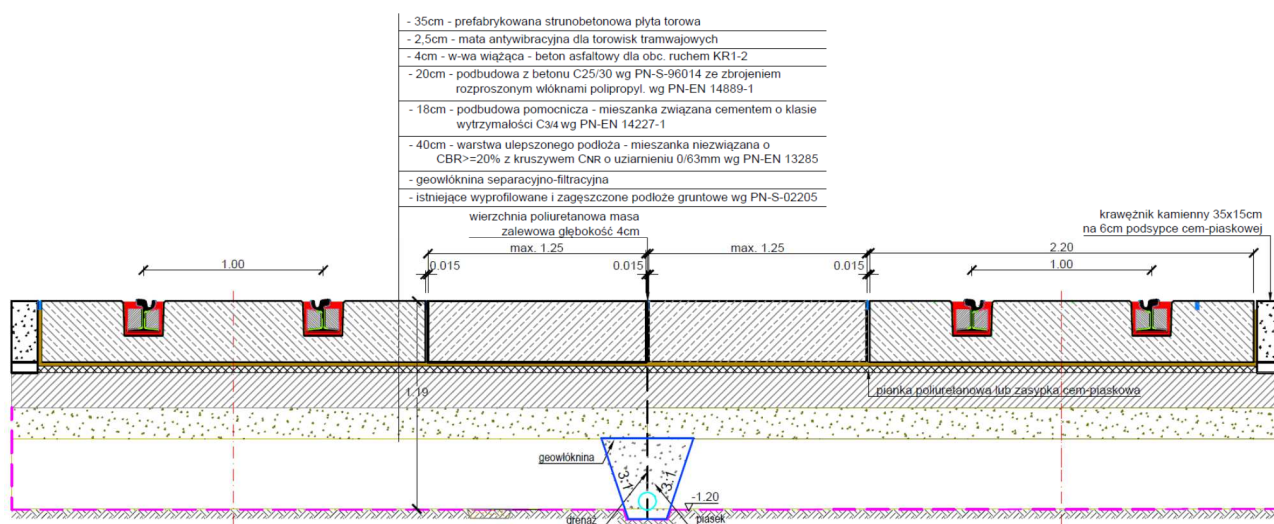 - 35cm - prefabrykowana strunobetonowa płyta torowa
- 2,5cm - mata antywibracyjna dla torowisk tramwajowych
- 4cm - w-wa wiążąca - beton asfaltowy dla obc. ruchem KR1-2
- 20cm - podbudowa z betonu C25/30 wg PN-S-96014 ze zbrojeniem
rozproszonym włóknami polipropyl. wg PN-EN 14889-1
- 18cm - podbudowa pomocnicza - mieszanka związana cementem o klasie
wytrzymałości C3/4 wg PN-EN 14227-1
- 40cm - warstwa ulepszonego podłoża - mieszanka niezwiązana o
CBR>=20% z kruszywem CNR o uziarnieniu 0/63mm wg PN-EN 13285
- geowłóknina separacyjno-filtracyjna
- istniejące wyprofilowane i zagęszczone podłoże gruntowe wg PN-S-02205
wierzchnia poliuretanowa masa
zalewowa głębokość 4cm
krawężnik kamienny 35x15cm
na 6cm podsypce cem-piaskowej
max. 1.25
max. 1.25
2.20
1.00
0.015
0.015
0.015
1.00
pianka poliuretanowa lub zasypka cem-piaskowa
1.19
geowłóknina
3:1
3:1
-1.20
drenaż
piasek